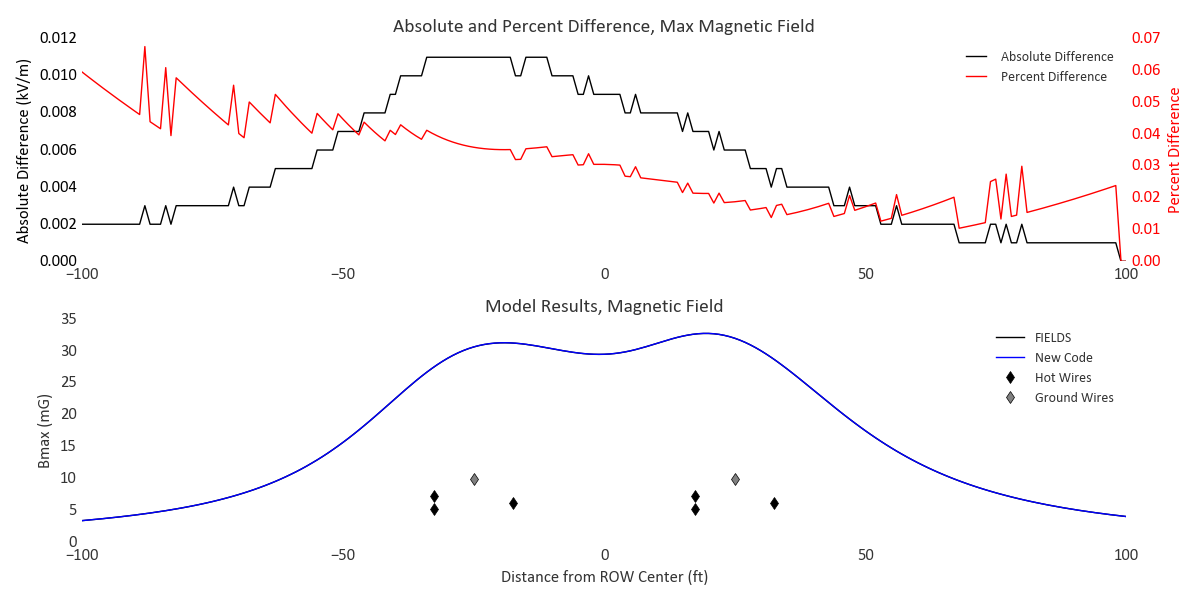 Absolute and Percent Difference, Max Magnetic Field
Absolute Difference (kV/m)
0.012
0.010
0.008
0.006
0.004
0.002
0.000
Absolute Difference
Percent Difference
0.07
0.06
0.05
0.04
0.03
0.02
0.01
0.00
Percent Difference
−100 −50 0 50 100
Model Results, Magnetic Field
Bmax (mG)
35
30
25
20
15
10
5
0
FIELDS
New Code
Hot Wires
Ground Wires
−100 −50 0 50 100
Distance from ROW Center (ft)